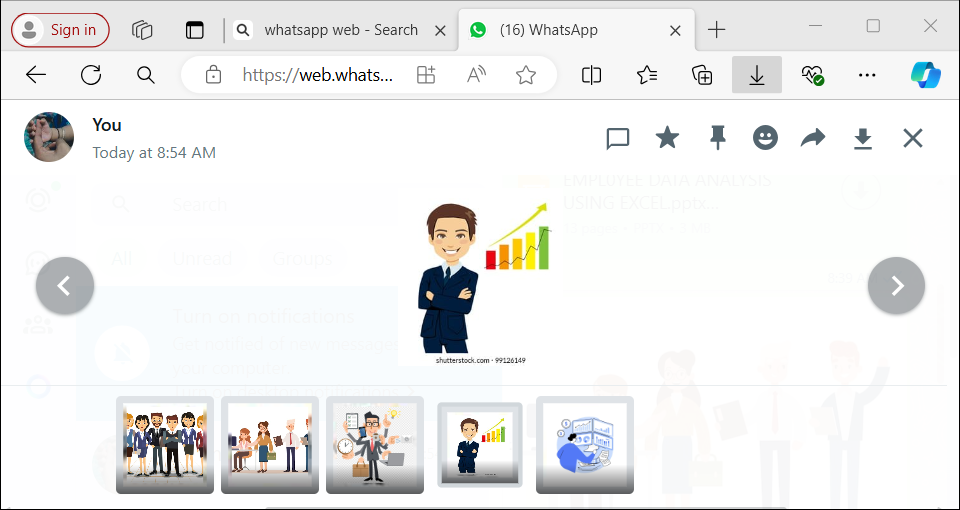 Sign in
whatsapp web - Search
(16) WhatsApp
https://web.whats...
You
Today at 8:54 AM
EMPLOYEE DATA ANALYSIS
USING EXCEL.pptx...
Search
All
Unread
Groups
Turn on notifications
Get notified of new messages
your computer.
shutterstock.com · 99126149